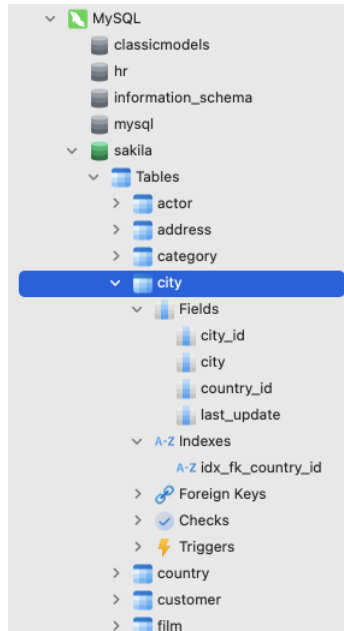 MySQL
classicmodels
hr
information_schema
mysql
sakila
Tables
actor
address
category
city
Fields
city_id
city
country_id
last_update
A-Z Indexes
A-Z idx_fk_country_id
Foreign Keys
Checks
Triggers
country
customer
film